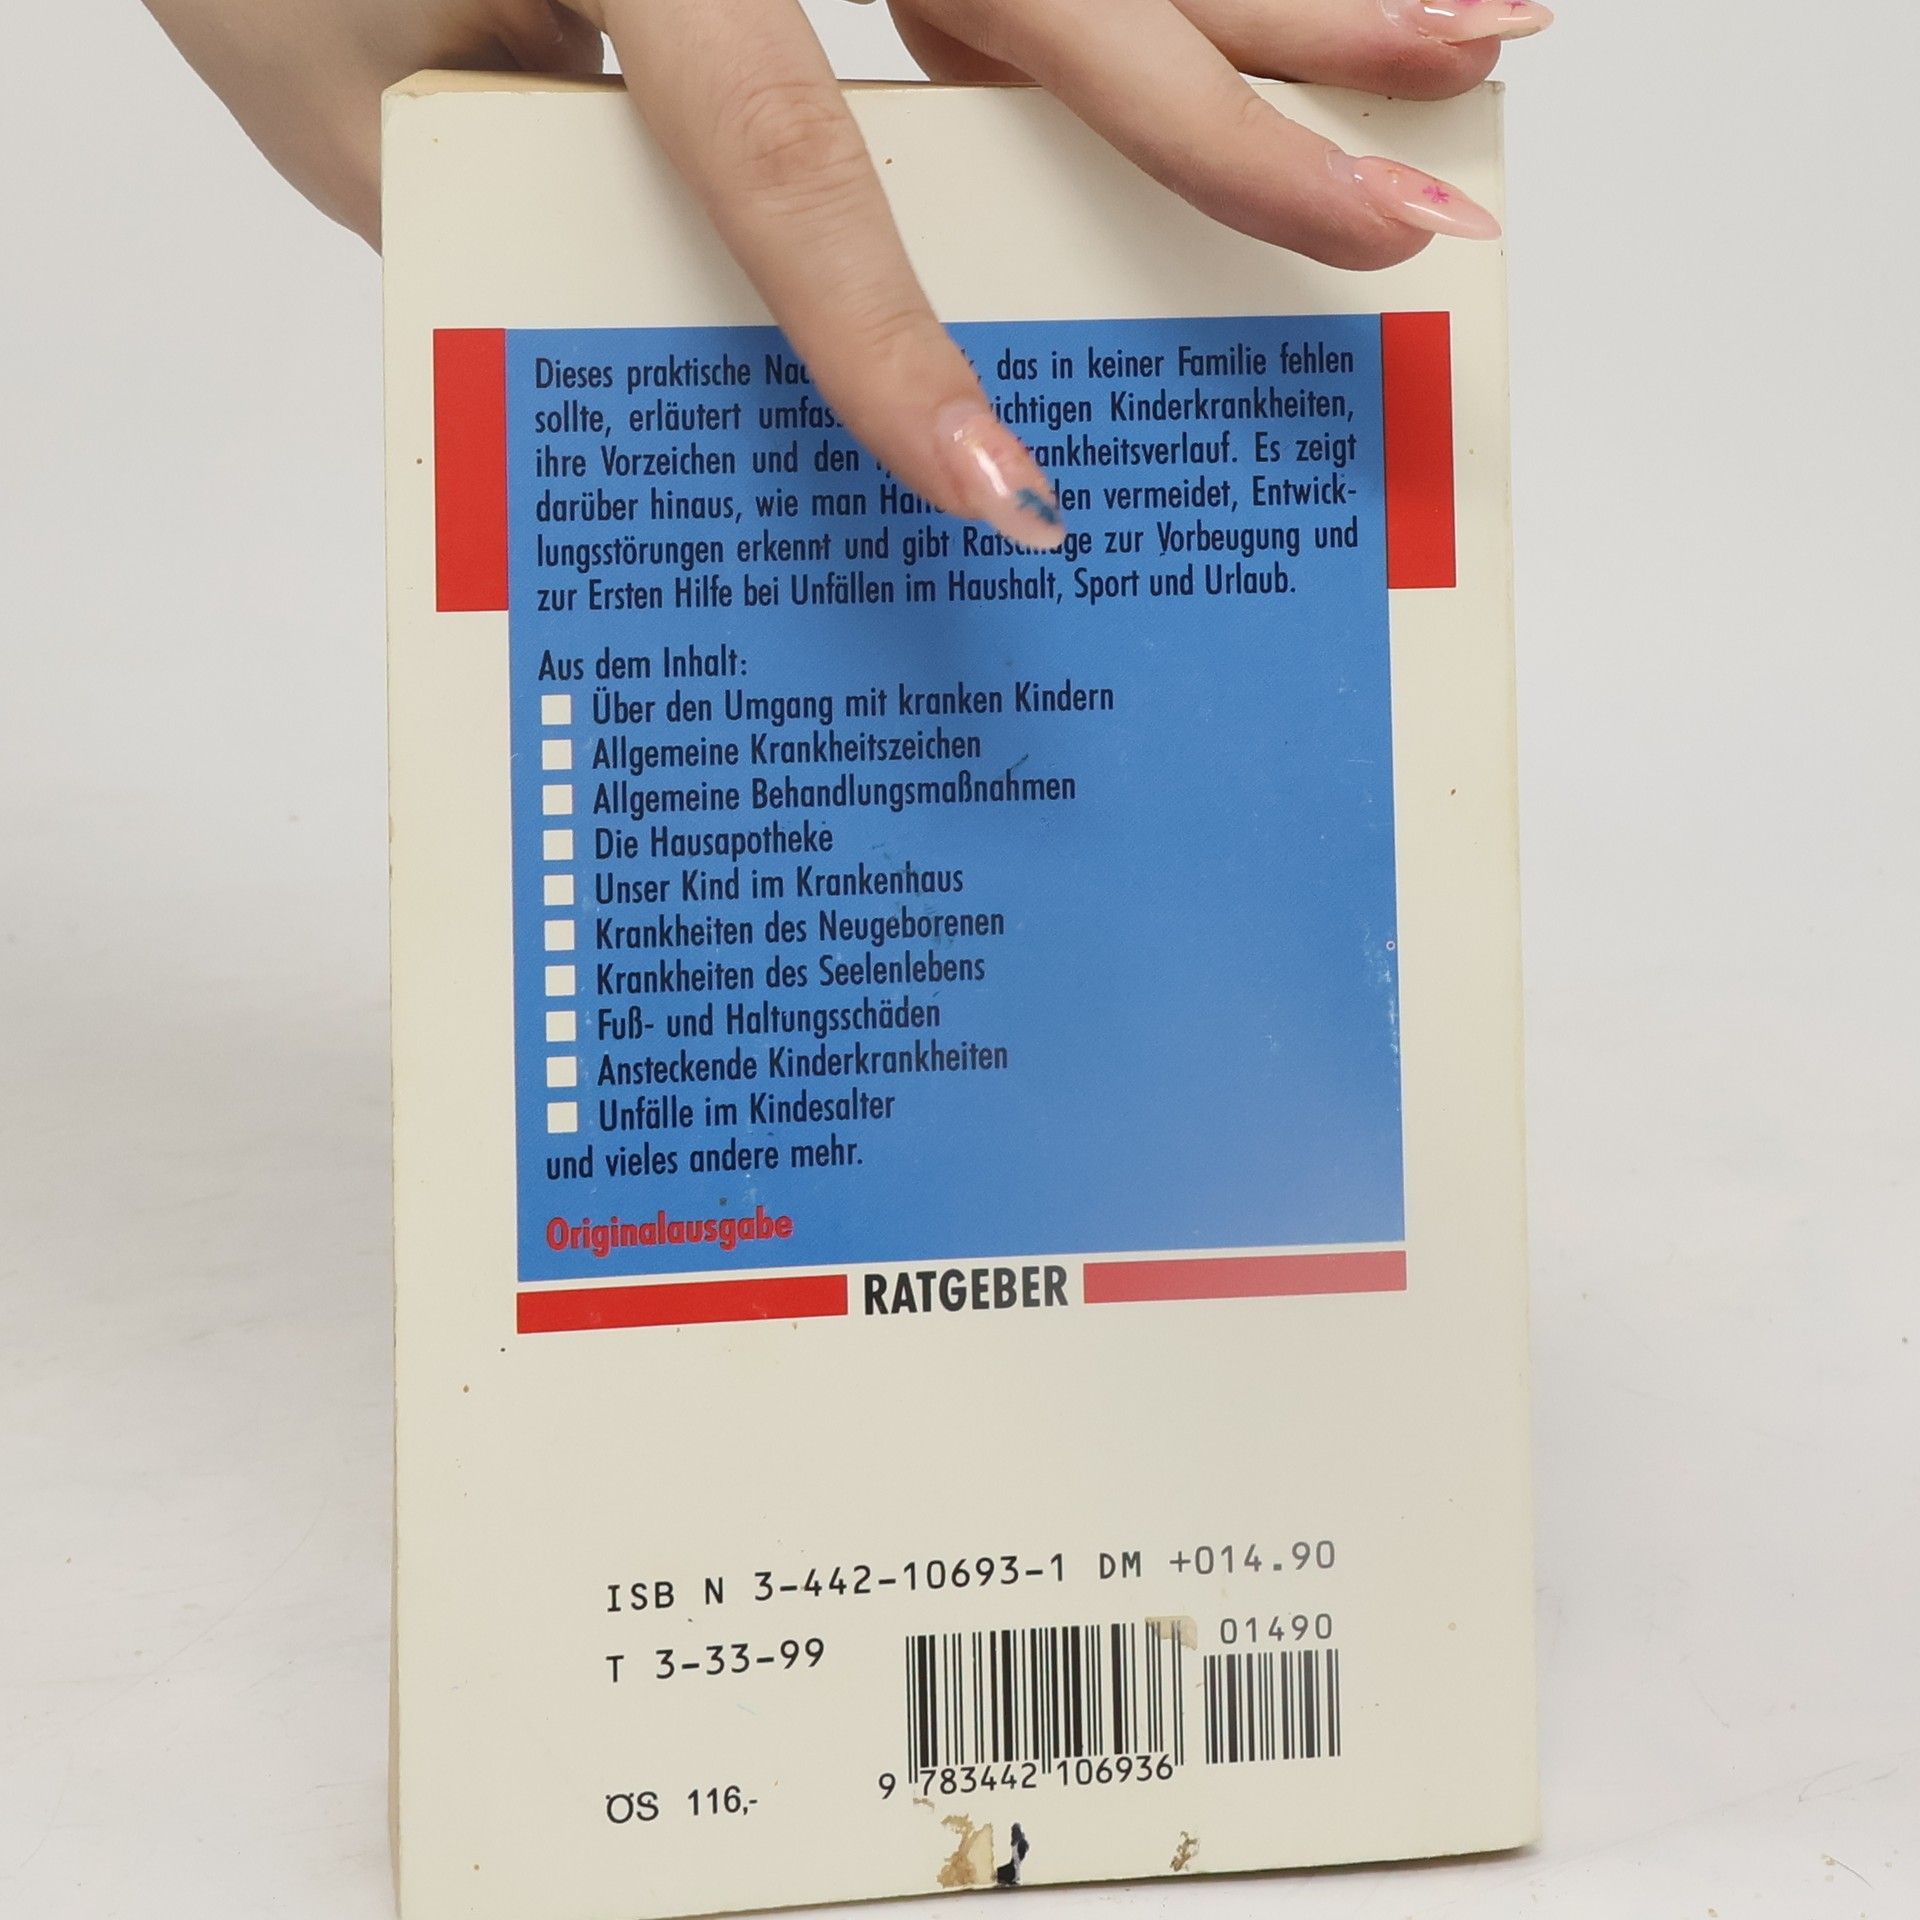 Dieses praktische das in keiner Familie fehlen
sollte, erläutert Kinderkrankheiten,
ihre Vorzeichen und den Es zeigt
darüber hinaus, wie man vermeidet, Entwick-
lungsstörungen erkennt und gibt zur Vorbeugung und
zur Ersten Hilfe bei Unfällen im Haushalt, Sport und Urlaub.
Aus dem Inhalt:
Über den Umgang mit kranken Kindern
Allgemeine Krankheitszeichen
Allgemeine Behandlungsmaßnahmen
Die Hausapotheke
Unser Kind im Krankenhaus
Krankheiten des Neugeborenen
Krankheiten des Seelenlebens
Fuß- und Haltungsschäden
Ansteckende Kinderkrankheiten
Unfälle im Kindesalter
und vieles andere mehr.
Originalausgabe
RATGEBER
ISB N 3-442-10693-1 DM +014.90
T 3-33-99
01490
9 783442 106936
ÖS 116,-